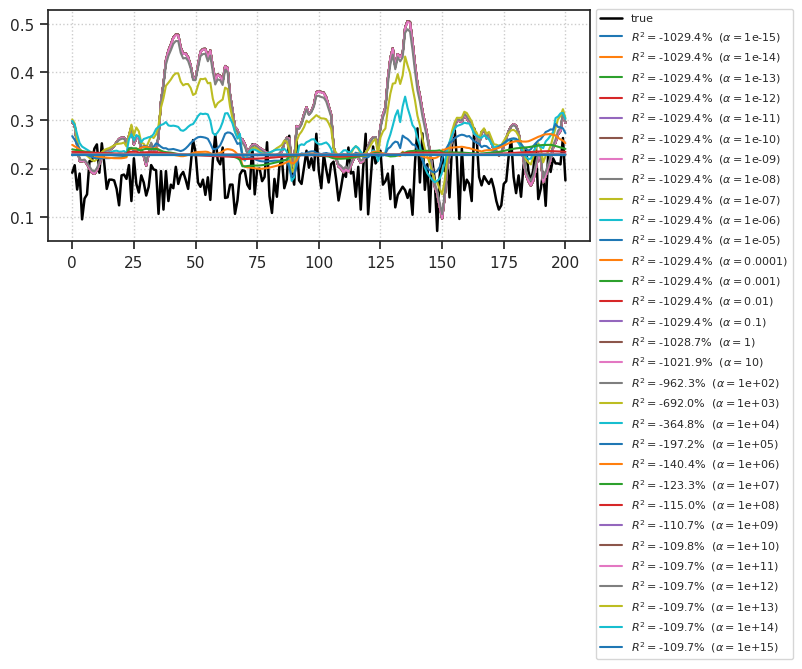 0.5
0.4
0.3
0.2
0.1
0
25
50
75
100
125
150
175
200
true
R² = -1029.4% (α = 1e-15)
R² = -1029.4% (α = 1e-14)
R² = -1029.4% (α = 1e-13)
R² = -1029.4% (α = 1e-12)
R² = -1029.4% (α = 1e-11)
R² = -1029.4% (α = 1e-10)
R² = -1029.4% (α = 1e-09)
R² = -1029.4% (α = 1e-08)
R² = -1029.4% (α = 1e-07)
R² = -1029.4% (α = 1e-06)
R² = -1029.4% (α = 1e-05)
R² = -1029.4% (α = 0.0001)
R² = -1029.4% (α = 0.001)
R² = -1029.4% (α = 0.01)
R² = -1029.4% (α = 0.1)
R² = -1028.7% (α = 1)
R² = -1021.9% (α = 10)
R² = -962.3% (α = 1e+02)
R² = -692.0% (α = 1e+03)
R² = -364.8% (α = 1e+04)
R² = -197.2% (α = 1e+05)
R² = -140.4% (α = 1e+06)
R² = -123.3% (α = 1e+07)
R² = -115.0% (α = 1e+08)
R² = -110.7% (α = 1e+09)
R² = -109.8% (α = 1e+10)
R² = -109.7% (α = 1e+11)
R² = -109.7% (α = 1e+12)
R² = -109.7% (α = 1e+13)
R² = -109.7% (α = 1e+14)
R² = -109.7% (α = 1e+15)